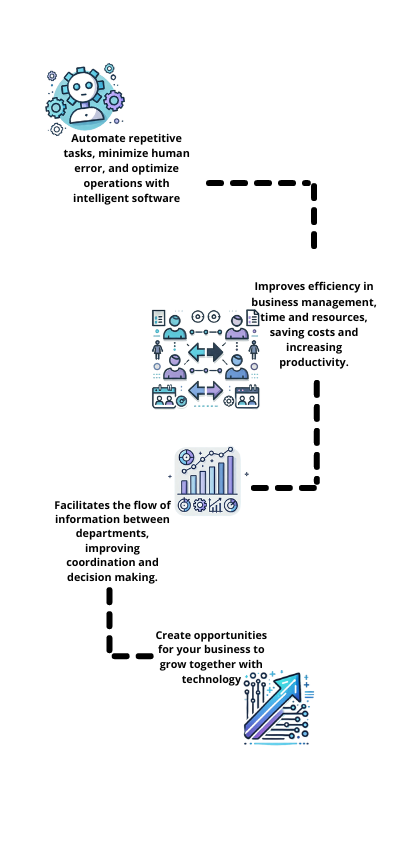 Automate repetitive
tasks, minimize human
error, and optimize
operations with
intelligent software
Improves efficiency in
business management,
time and resources,
saving costs and
increasing
productivity.
Facilitates the flow of
information between
departments,
improving
coordination and
decision making.
Create opportunities
for your business to
grow together with
technology